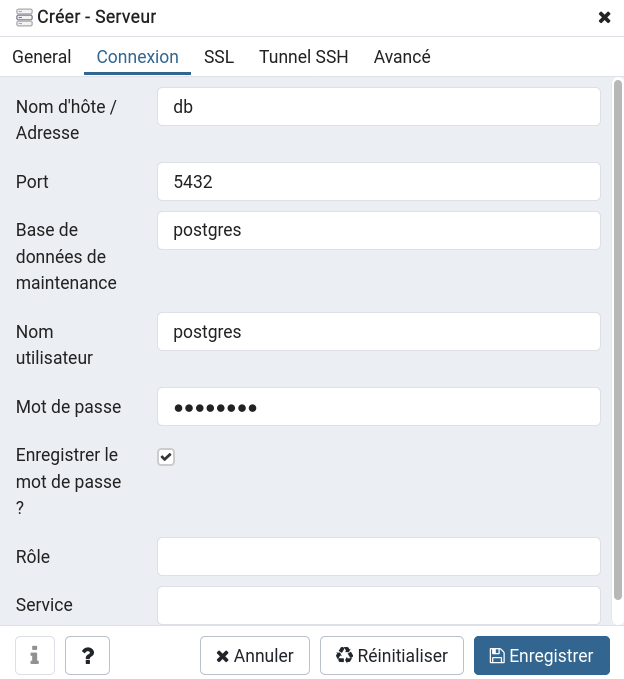 Créer - Serveur
General Connexion SSL Tunnel SSH Avancé
Nom d'hôte /
Adresse
db
Port
5432
Base de
données de
maintenance
postgres
Nom
utilisateur
postgres
Mot de passe
••••••••
Enregistrer le
mot de passe
?
Rôle
Service
? Annuler Réinitialiser Enregistrer